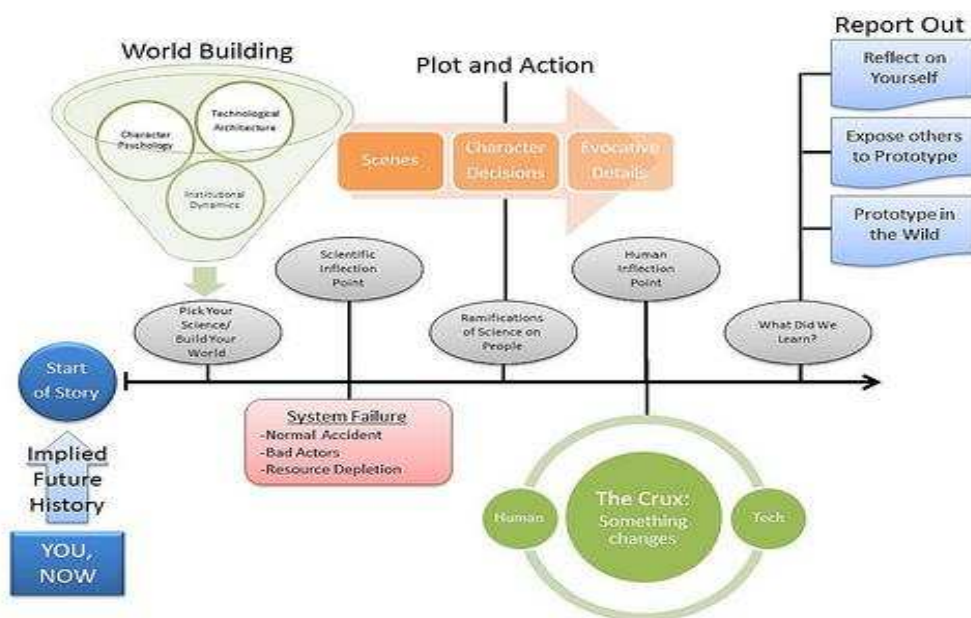 World Building
Character
Psychology
Technological
Architecture
Institutional
Dynamics
Plot and Action
Scenes
Character
Decisions
Evocative
Details
Report Out
Reflect on
Yourself
Expose others
to Prototype
Prototype in
the Wild
Pick Your
Science/
Build Your
World
Scientific
Inflection
Point
Ramifications
of Science on
People
Human
Inflection
Point
What Did We
Learn?
Start
of Story
Implied
Future
History
YOU,
NOW
System Failure
-Normal Accident
-Bad Actors
-Resource Depletion
Human
The Crux:
Something
changes
Tech